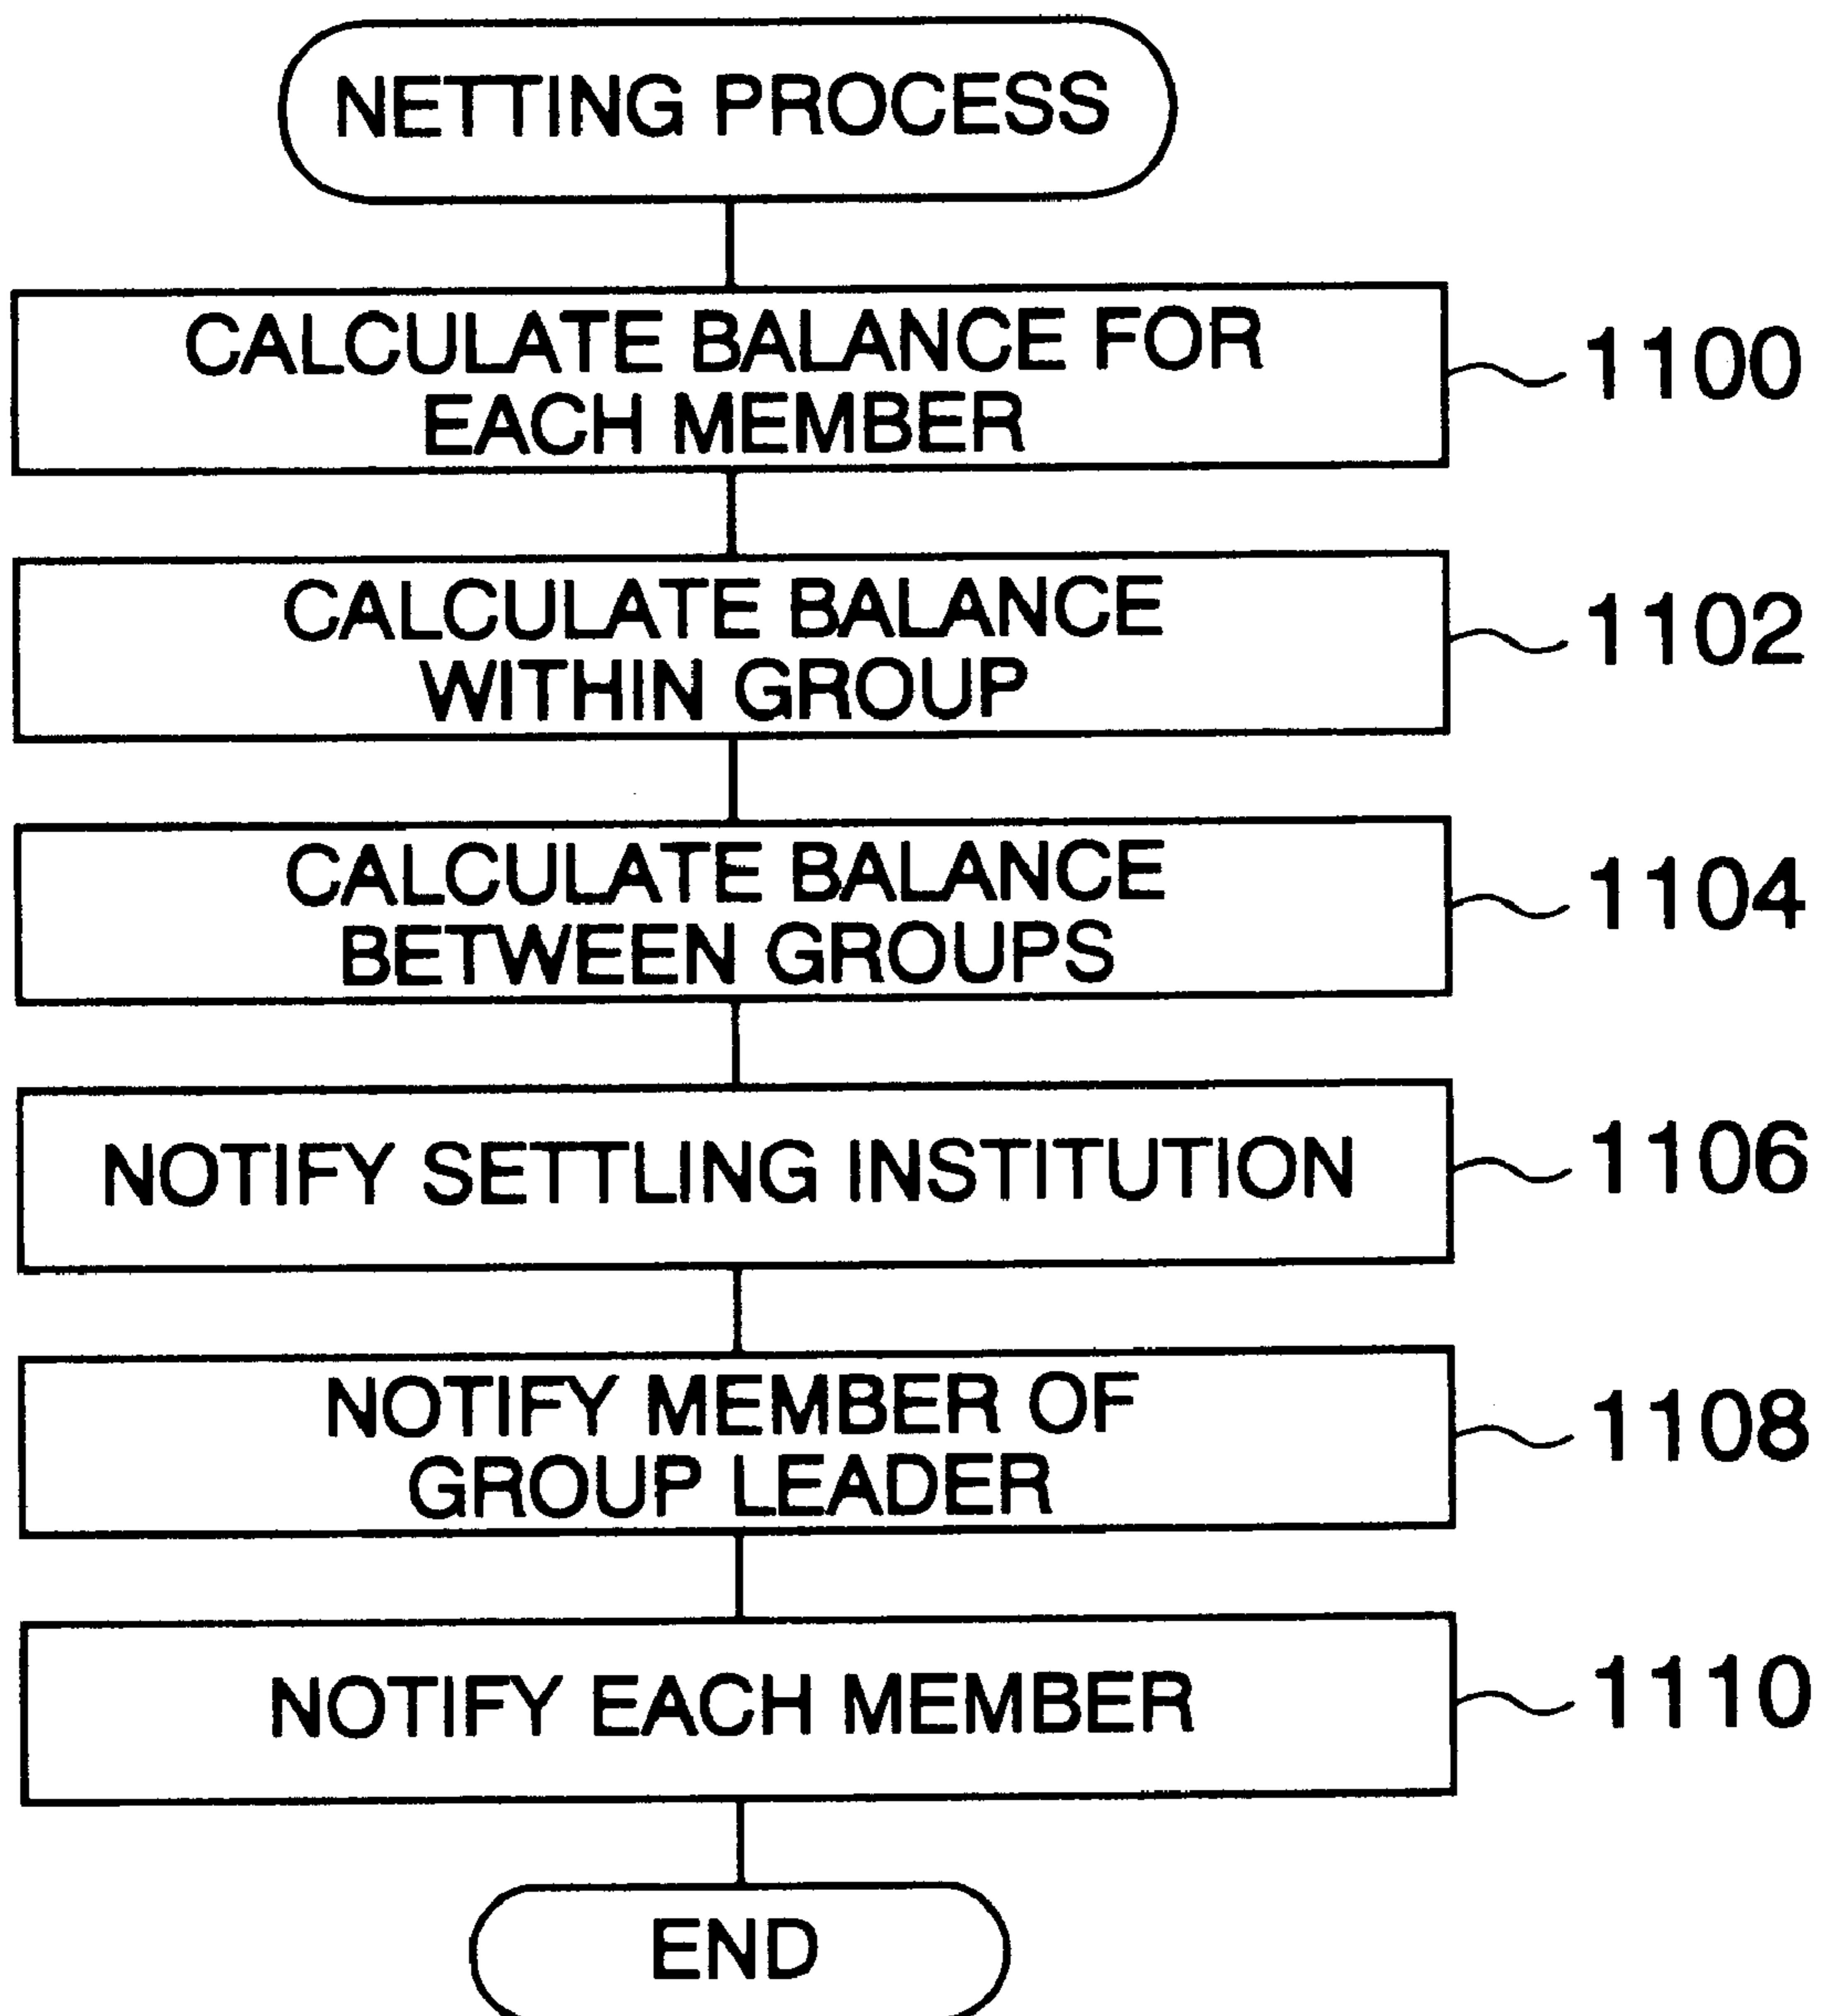 NETTING PROCESS
CALCULATE BALANCE FOR
EACH MEMBER
1100
CALCULATE BALANCE
WITHIN GROUP
1102
CALCULATE BALANCE
BETWEEN GROUPS
1104
NOTIFY SETTLING INSTITUTION
1106
NOTIFY MEMBER OF
GROUP LEADER
1108
NOTIFY EACH MEMBER
1110
END